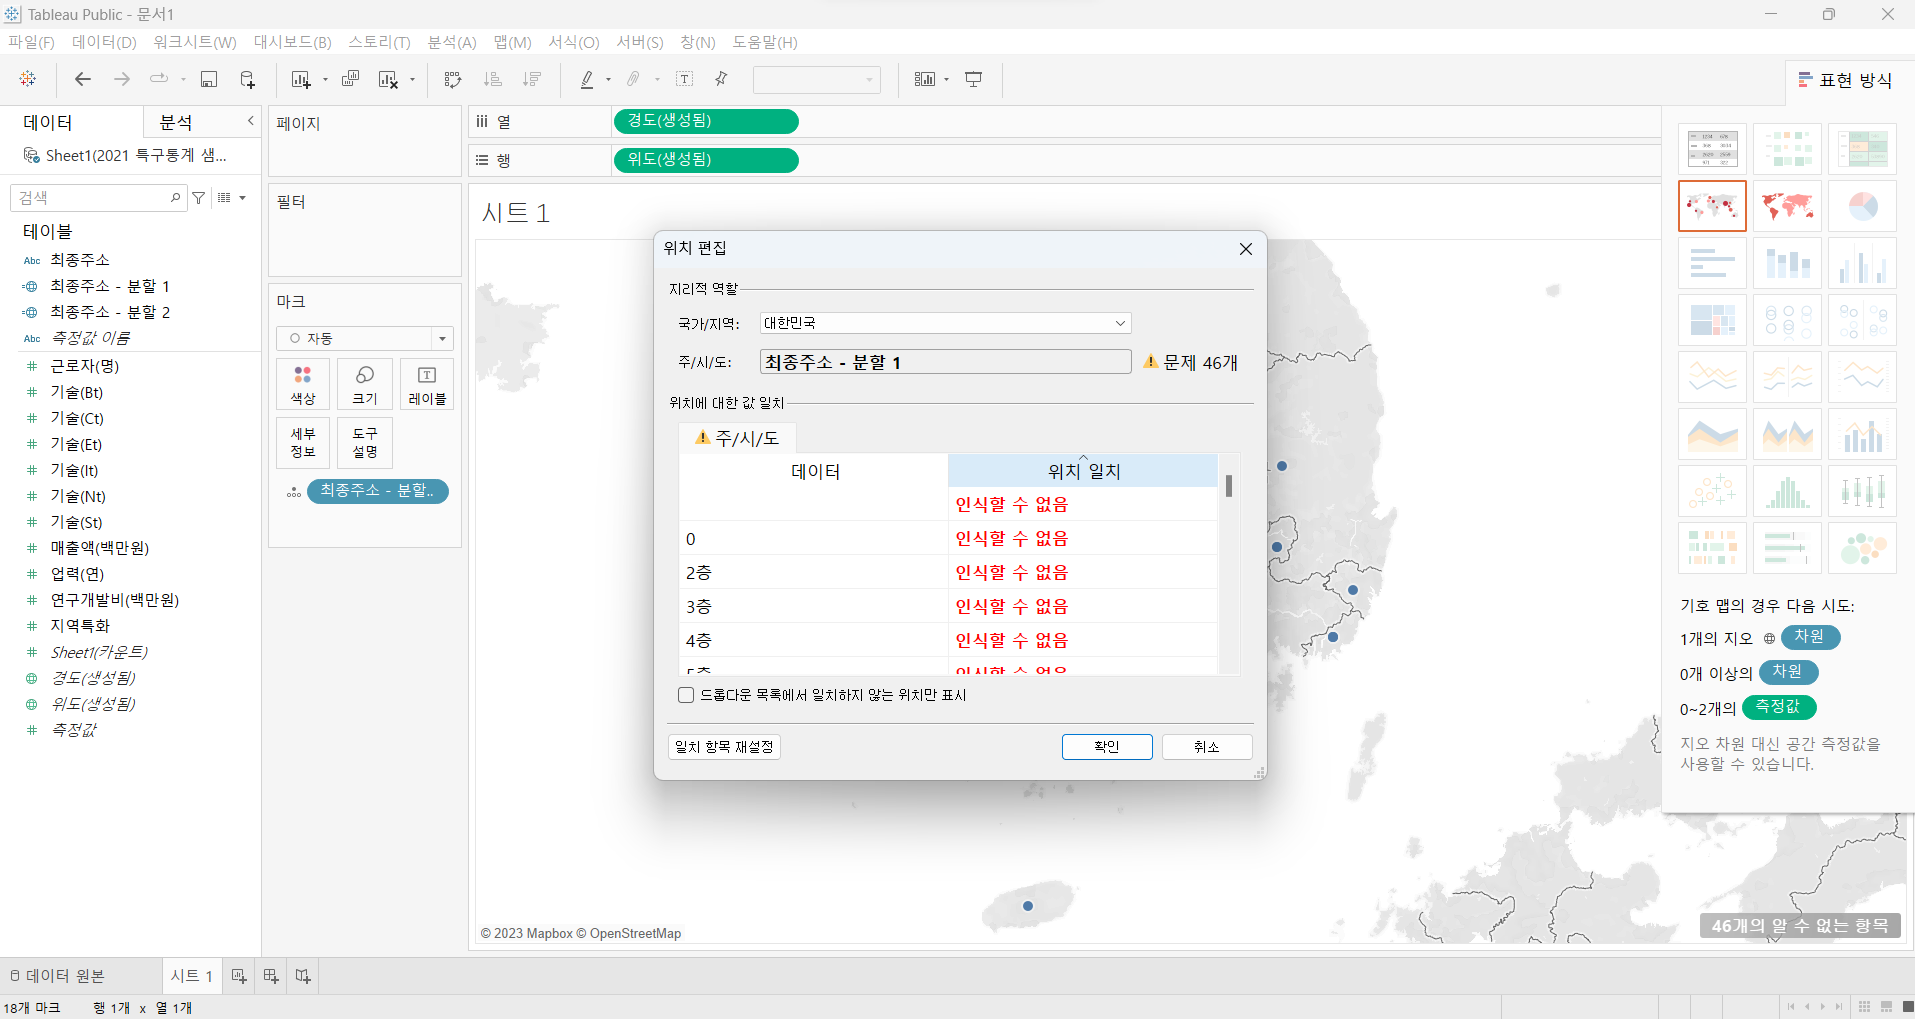 Tableau Public - 문서1
파일(F) 데이터(D) 워크시트(W) 대시보드(B) 스토리(T) 분석(A) 맵(M) 서식(O) 서버(S) 창(N) 도움말(H)
표현 방식
데이터 분석
Sheet1(2021 특구통계 샘...
검색
테이블
Abc 최종주소
최종주소 - 분할 1
최종주소 - 분할 2
Abc 측정값 이름
근로자(명)
기술(Bt)
기술(Ct)
기술(Et)
기술(It)
기술(Nt)
기술(St)
매출액(백만원)
업력(연)
연구개발비(백만원)
지역특화
Sheet1(카운트)
경도(생성됨)
위도(생성됨)
측정값
페이지
필터
마크
자동
색상 크기 레이블
세부 정보
도구 설명
최종주소 - 분할..
열 경도(생성됨)
행 위도(생성됨)
시트 1
위치 편집
지리적 역할
국가/지역: 대한민국
주/시/도: 최종주소 - 분할 1 문제 46개
위치에 대한 값 일치
주/시/도
데이터 위치 일치
인식할 수 없음
0 인식할 수 없음
2층 인식할 수 없음
3층 인식할 수 없음
4층 인식할 수 없음
5층 인식할 수 없음
드롭다운 목록에서 일치하지 않는 위치만 표시
일치 항목 재설정 확인 취소
© 2023 Mapbox © OpenStreetMap
46개의 알 수 없는 항목
기호 맵의 경우 다음 시도:
1개의 지오 차원
0개 이상의 차원
0~2개의 측정값
지오 차원 대신 공간 측정값을
사용할 수 있습니다.
데이터 원본 시트 1
18개 마크 행 1개 x 열 1개